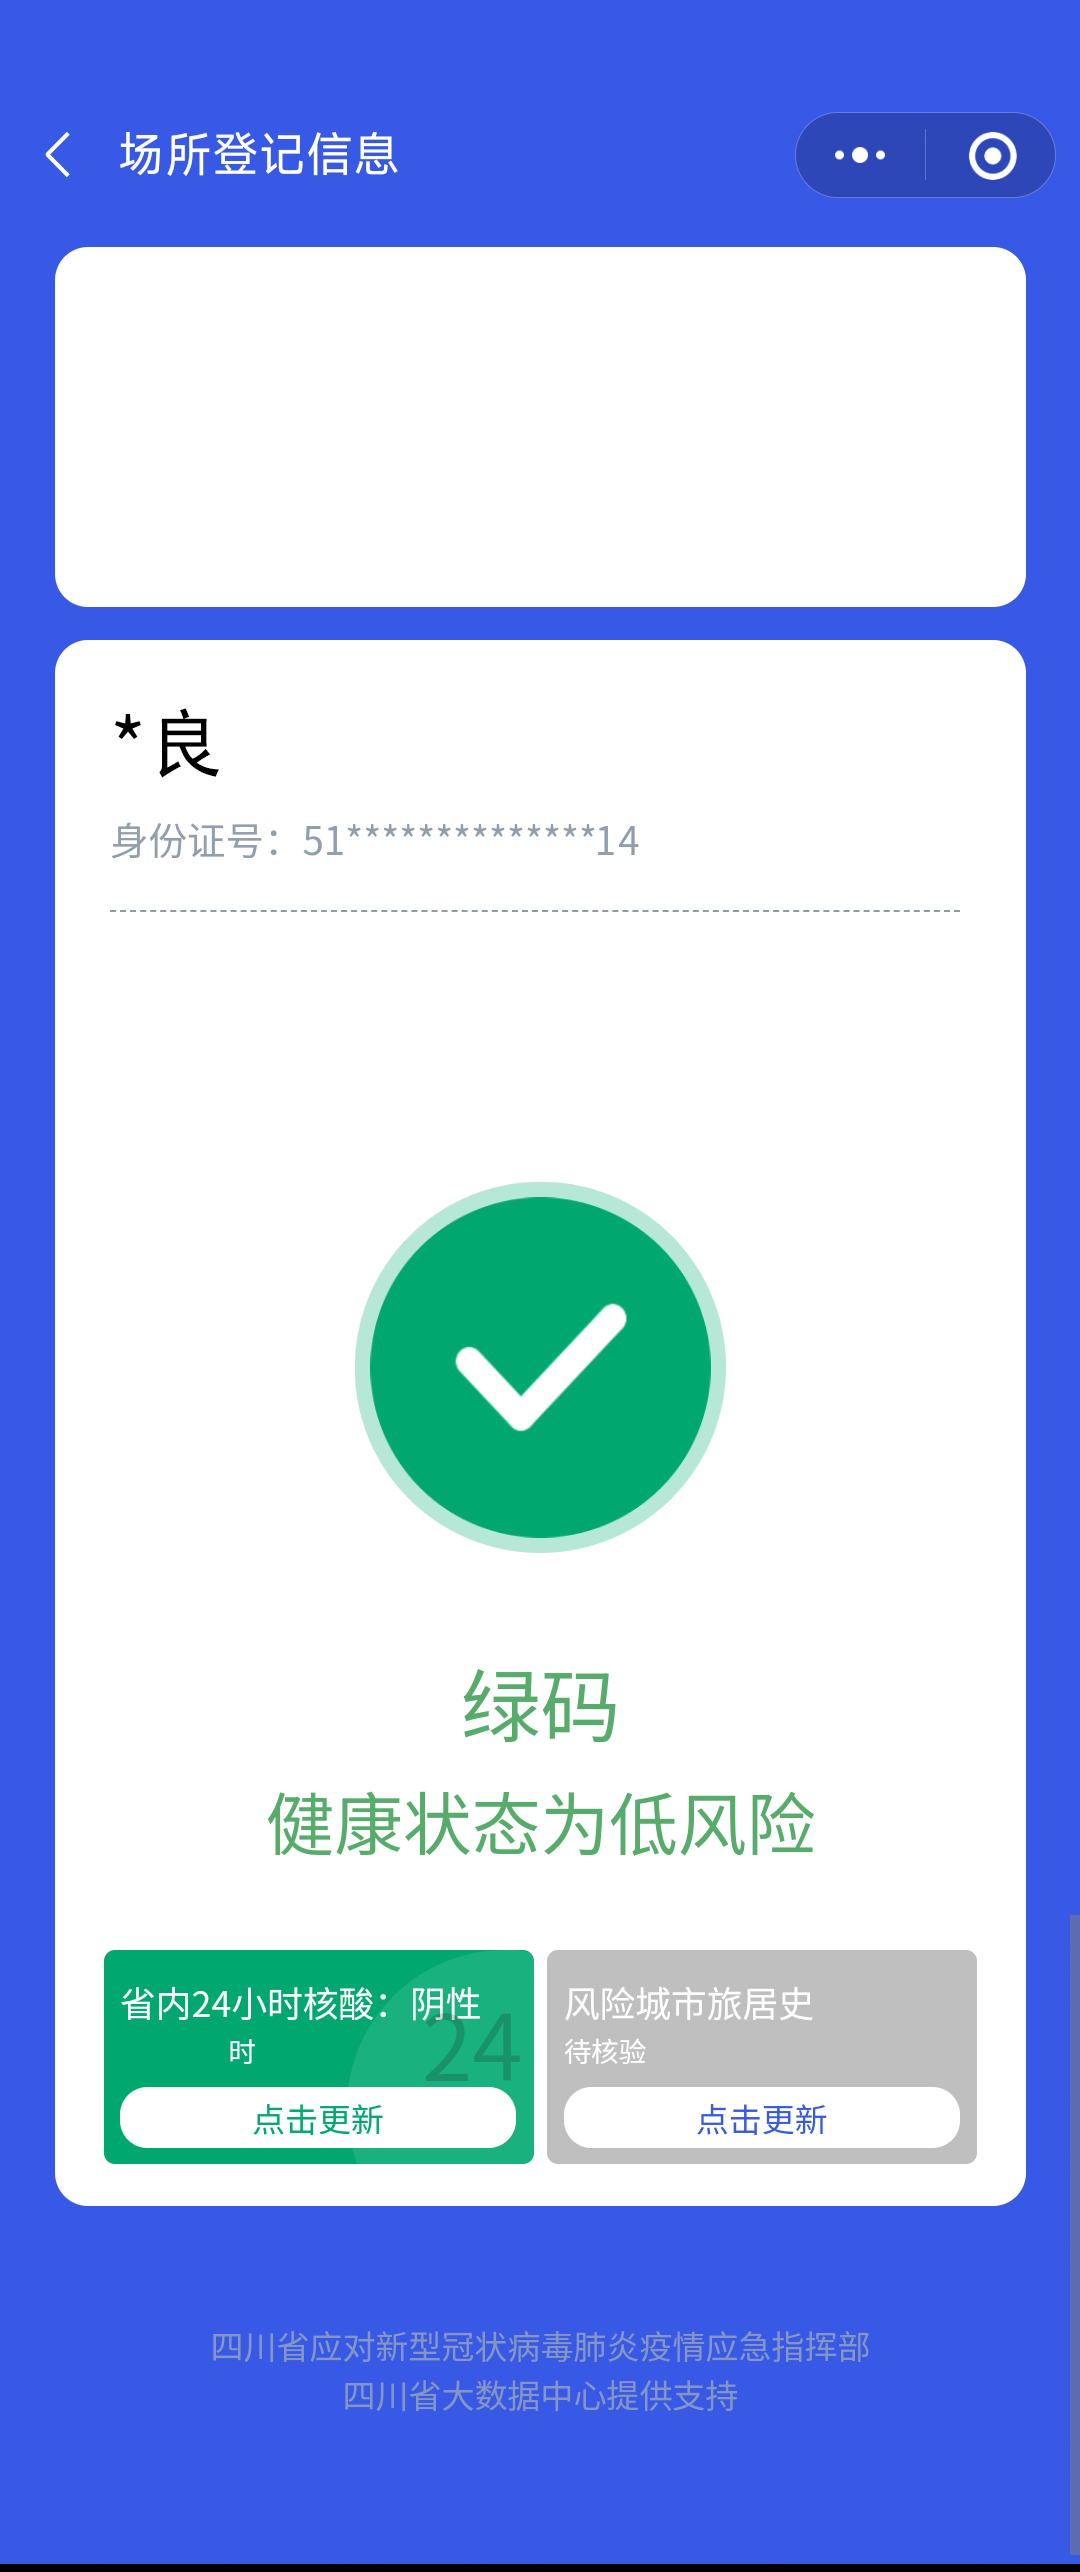 场所登记信息
*良
身份证号：51**************14
绿码
健康状态为低风险
省内24小时核酸：阴性
24
时
点击更新
风险城市旅居史
待核验
点击更新
四川省应对新型冠状病毒肺炎疫情应急指挥部
四川省大数据中心提供支持